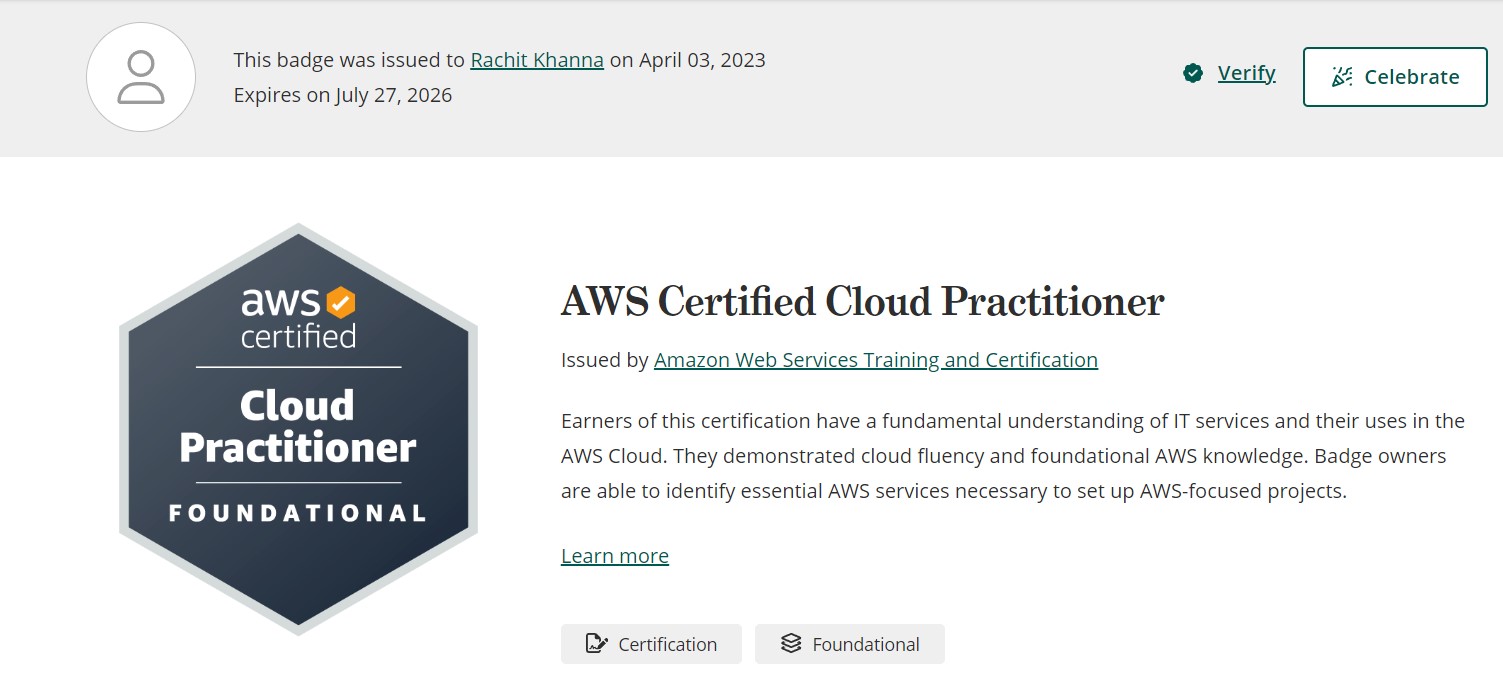 This badge was issued to Rachit Khanna on April 03, 2023
Expires on July 27, 2026
Verify
Celebrate
aws
certified
Cloud
Practitioner
FOUNDATIONAL
AWS Certified Cloud Practitioner
Issued by Amazon Web Services Training and Certification
Earners of this certification have a fundamental understanding of IT services and their uses in the
AWS Cloud. They demonstrated cloud fluency and foundational AWS knowledge. Badge owners
are able to identify essential AWS services necessary to set up AWS-focused projects.
Learn more
Certification
Foundational